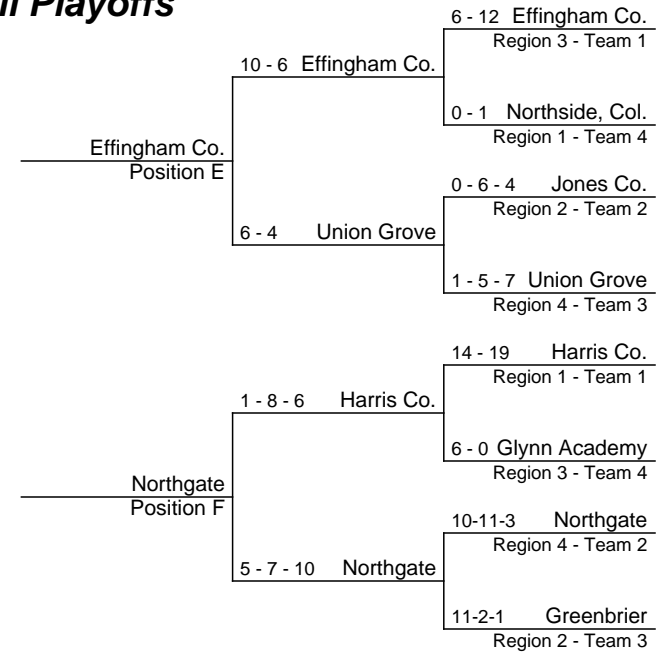 Playoffs
6 - 12 Effingham Co.
Region 3 - Team 1
10 - 6 Effingham Co.
0 - 1 Northside, Col.
Region 1 - Team 4
Effingham Co.
Position E
0 - 6 - 4 Jones Co.
Region 2 - Team 2
6 - 4 Union Grove
1 - 5 - 7 Union Grove
Region 4 - Team 3
14 - 19 Harris Co.
Region 1 - Team 1
1 - 8 - 6 Harris Co.
6 - 0 Glynn Academy
Region 3 - Team 4
Northgate
Position F
10-11-3 Northgate
Region 4 - Team 2
5 - 7 - 10 Northgate
11-2-1 Greenbrier
Region 2 - Team 3